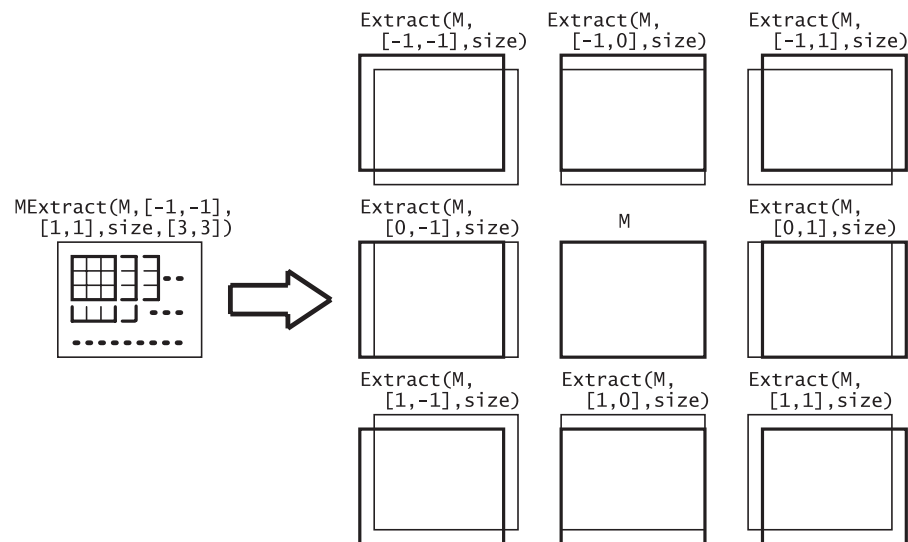 Extract(M,
[-1,-1],size)
Extract(M,
[-1,0],size)
Extract(M,
[-1,1],size)
MExtract(M,[-1,-1],
[1,1],size,[3,3])
Extract(M,
[0,-1],size)
M
Extract(M,
[0,1],size)
Extract(M,
[1,-1],size)
Extract(M,
[1,0],size)
Extract(M,
[1,1],size)